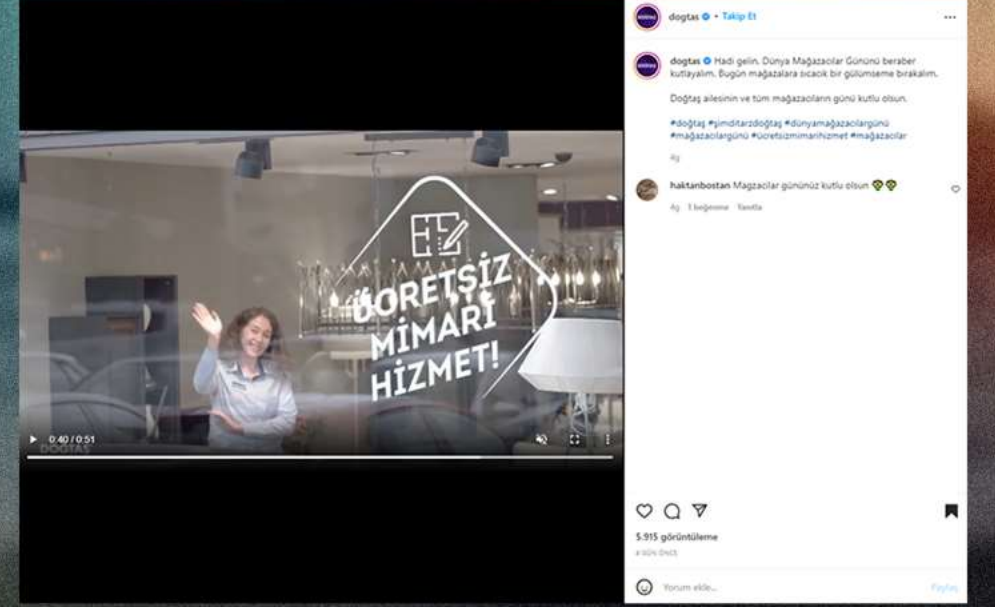 dogtas • Takip Et
dogtas Hadi gelin, Dünya Mağazacılar Gününü beraber
kutlayalım. Bugün mağazalara sıcacık bir gülümseme bırakalım.
Doğtaş ailesinin ve tüm mağazacıların günü kutlu olsun.
#doğtaş #şimditarzdoğtaş #dünyamağazacılargünü
#mağazacılargünü #ücretsizmimarihizmet #mağazacılar
4g
haktanbostan Magzacilar gününüz kutlu olsun
4g 1 beğenme Yanıtla
ÜCRETSİZ
MİMARİ
HİZMET!
0:40 / 0:51
DOĞTAŞ
5.915 görüntüleme
4 GÜN ÖNCE
Yorum ekle...
Paylaş